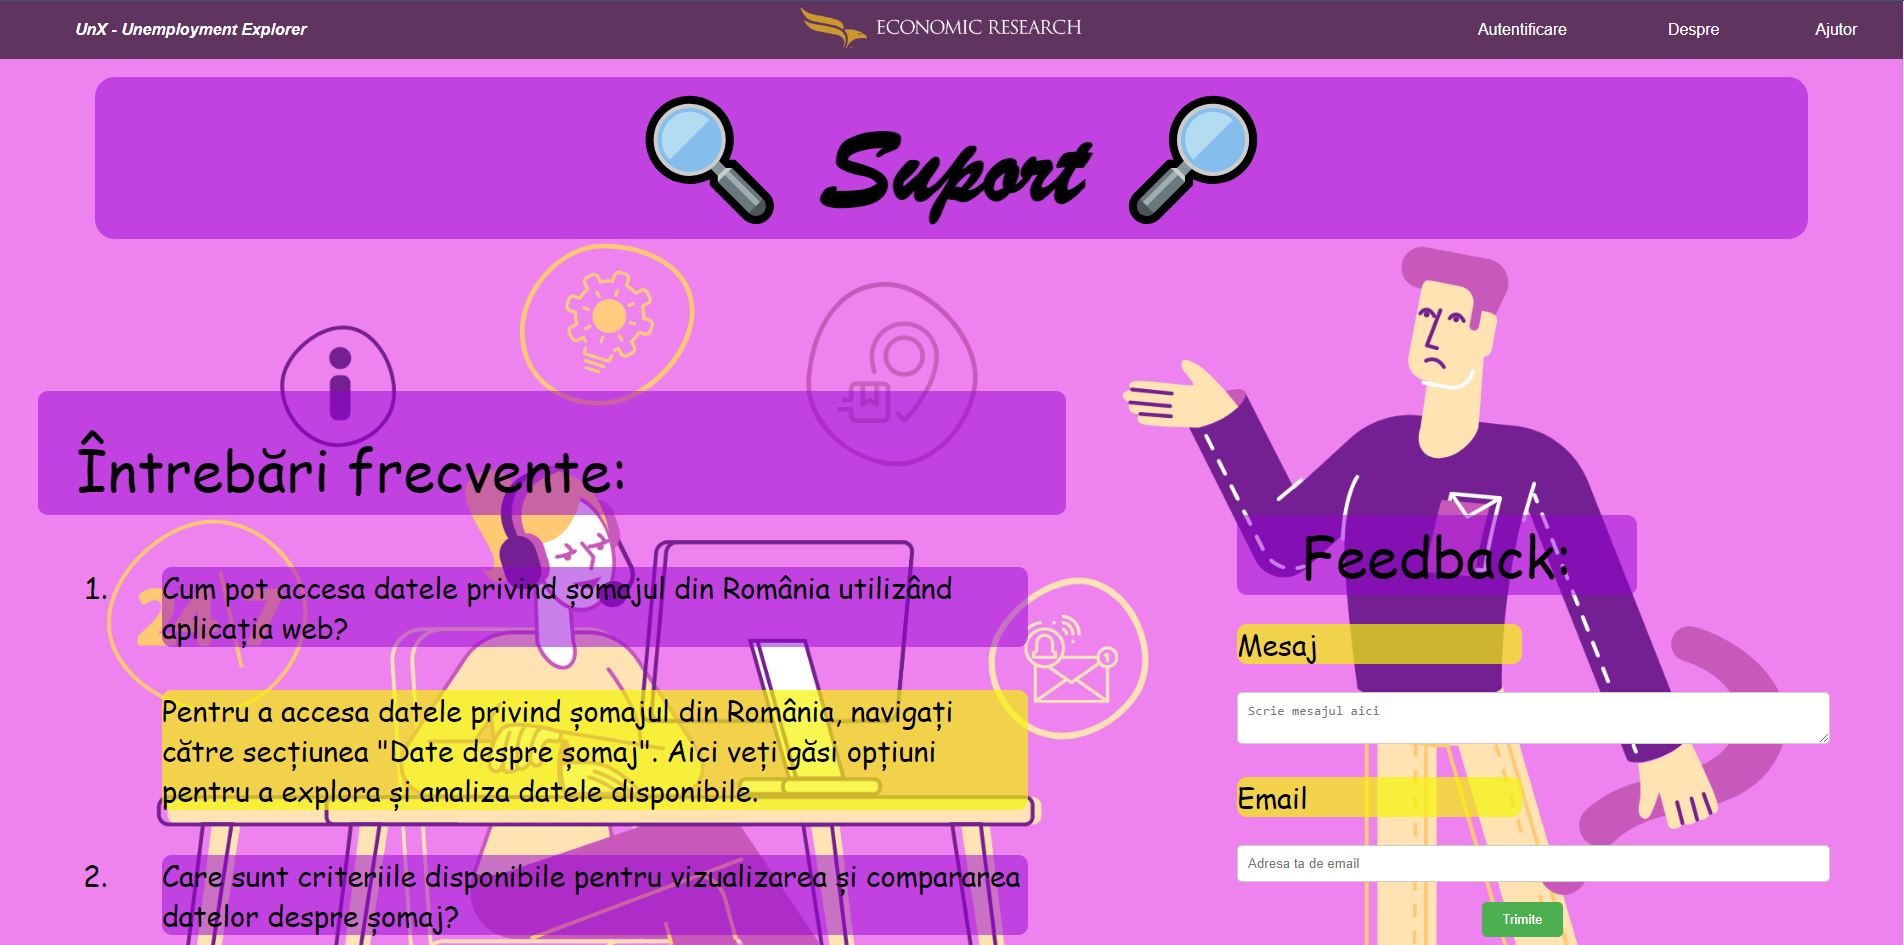 UnX - Unemployment Explorer
ECONOMIC RESEARCH
Autentificare
Despre
Ajutor
Suport
Întrebări frecvente:
1. Cum pot accesa datele privind șomajul din România utilizând
aplicația web?
Pentru a accesa datele privind șomajul din România, navigați
către secțiunea "Date despre șomaj". Aici veți găsi opțiuni
pentru a explora și analiza datele disponibile.
2. Care sunt criteriile disponibile pentru vizualizarea și compararea
datelor despre șomaj?
24/7
1
Feedback:
Mesaj
Scrie mesajul aici
Email
Adresa ta de email
Trimite